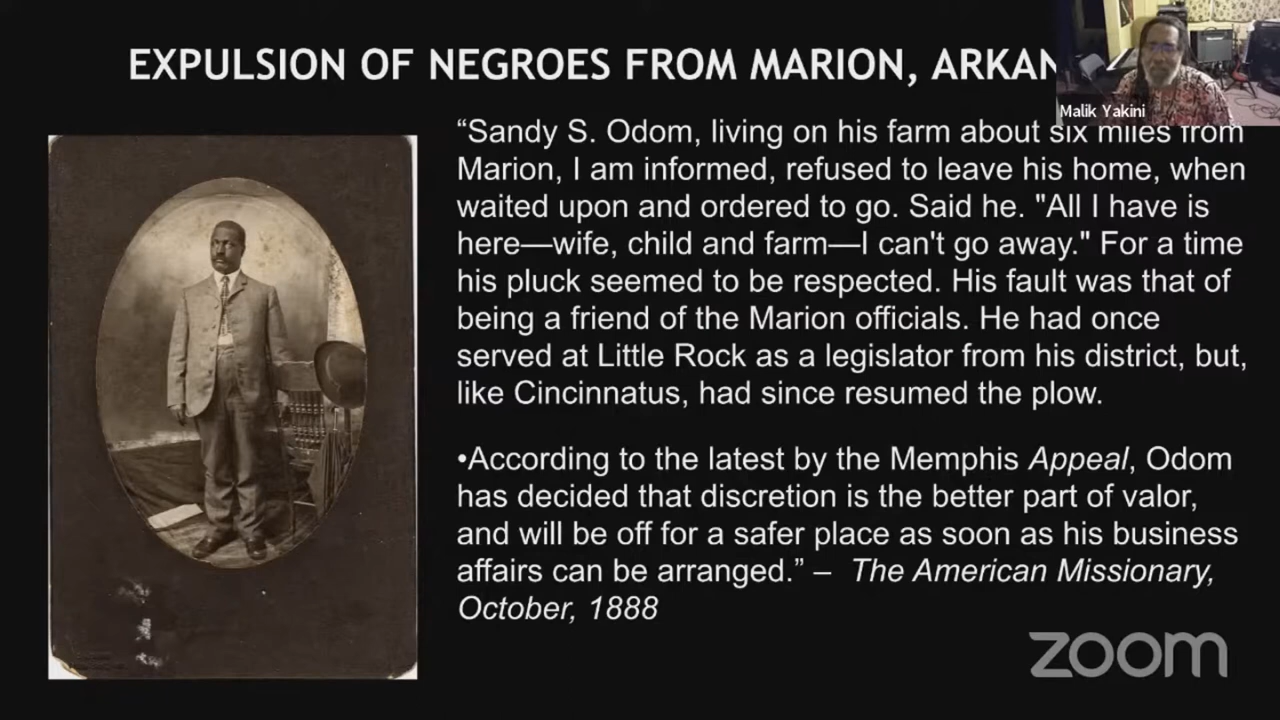 EXPULSION OF NEGROES FROM MARION, ARKAN
Malik Yakini
“Sandy S. Odom, living on his farm about six miles from
Marion, I am informed, refused to leave his home, when
waited upon and ordered to go. Said he. "All I have is
here—wife, child and farm—I can't go away." For a time
his pluck seemed to be respected. His fault was that of
being a friend of the Marion officials. He had once
served at Little Rock as a legislator from his district, but,
like Cincinnatus, had since resumed the plow.
•According to the latest by the Memphis Appeal, Odom
has decided that discretion is the better part of valor,
and will be off for a safer place as soon as his business
affairs can be arranged.” – The American Missionary,
October, 1888
zoom